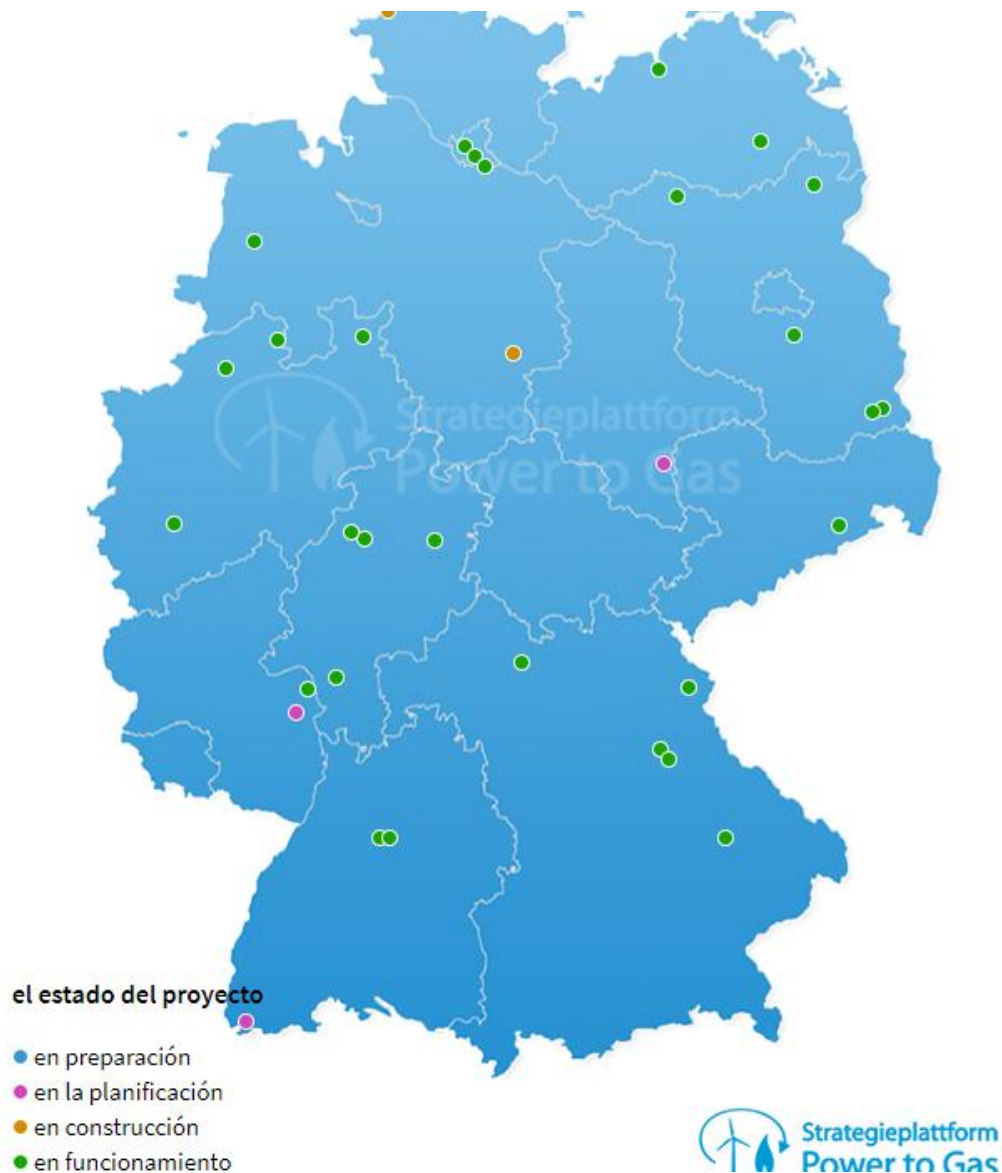 Strategieplattform
Power to Gas
el estado del proyecto
en preparación
en la planificación
en construcción
en funcionamiento
Strategieplattform
Power to Gas